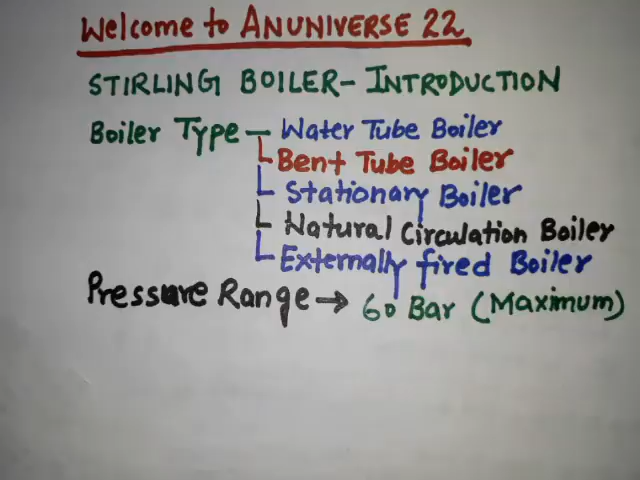 Welcome to ANUNIVERSE 22
STIRLING BOILER- INTRODUCTION
Boiler Type - Water Tube Boiler
Bent Tube Boiler
Stationary Boiler
Natural Circulation Boiler
Externally fired Boiler
Pressure Range → 60 Bar (Maximum)